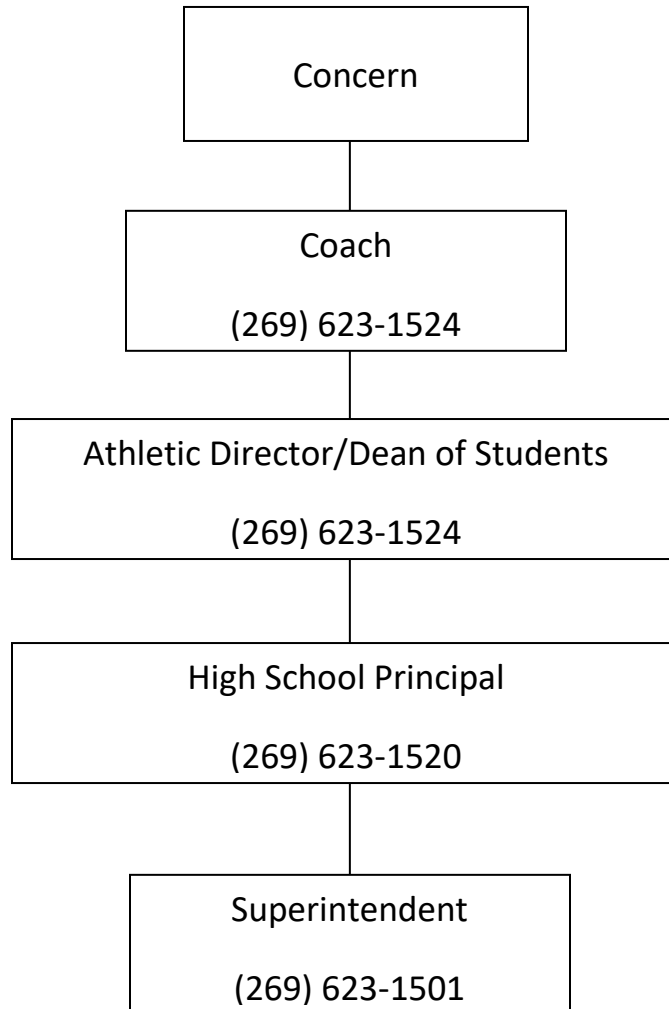 Concern
Coach
(269) 623-1524
Athletic Director/Dean of Students
(269) 623-1524
High School Principal
(269) 623-1520
Superintendent
(269) 623-1501